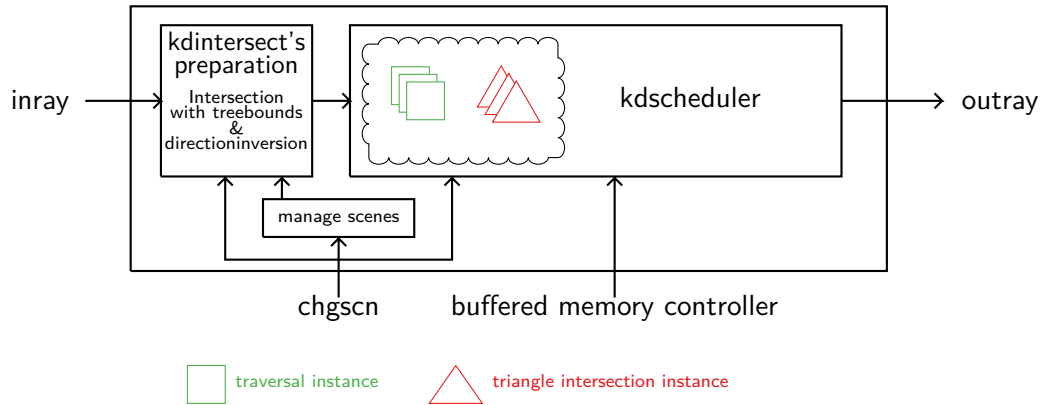 kdintersect's
preparation
Intersection
with treebounds
&
directioninversion
inray
kdscheduler
outray
manage scenes
chgscn
buffered memory controller
traversal instance
triangle intersection instance